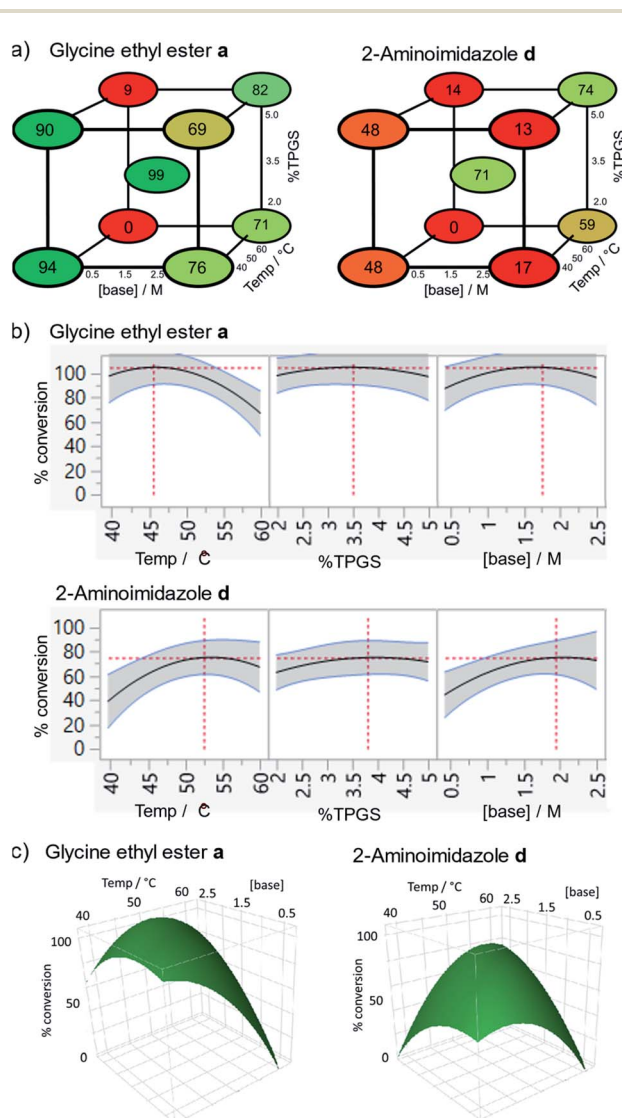 a) Glycine ethyl ester a
2-Aminoimidazole d
9
82
90
69
5.0
99
3.5
%TPGS
2.0
0
71
94
76
0.5 1.5 2.5
40 50 60
[base] / M
Temp / °C
14
74
48
13
5.0
71
3.5
%TPGS
2.0
0
59
48
17
0.5 1.5 2.5
40 50 60
[base] / M
Temp / °C
b) Glycine ethyl ester a
% conversion
100
80
60
40
20
0
40 45 50 55 60
2 2.5 3 3.5 4 4.5 5
0.5 1 1.5 2 2.5
Temp / °C
%TPGS
[base] / M
2-Aminoimidazole d
% conversion
100
80
60
40
20
0
40 45 50 55 60
2 2.5 3 3.5 4 4.5 5
0.5 1 1.5 2 2.5
Temp / °C
%TPGS
[base] / M
c) Glycine ethyl ester a
2-Aminoimidazole d
Temp / °C
[base]
40 50 60
2.5 1.5 0.5
% conversion
100
50
0
Temp / °C
[base]
40 50 60
2.5 1.5 0.5
% conversion
100
50
0